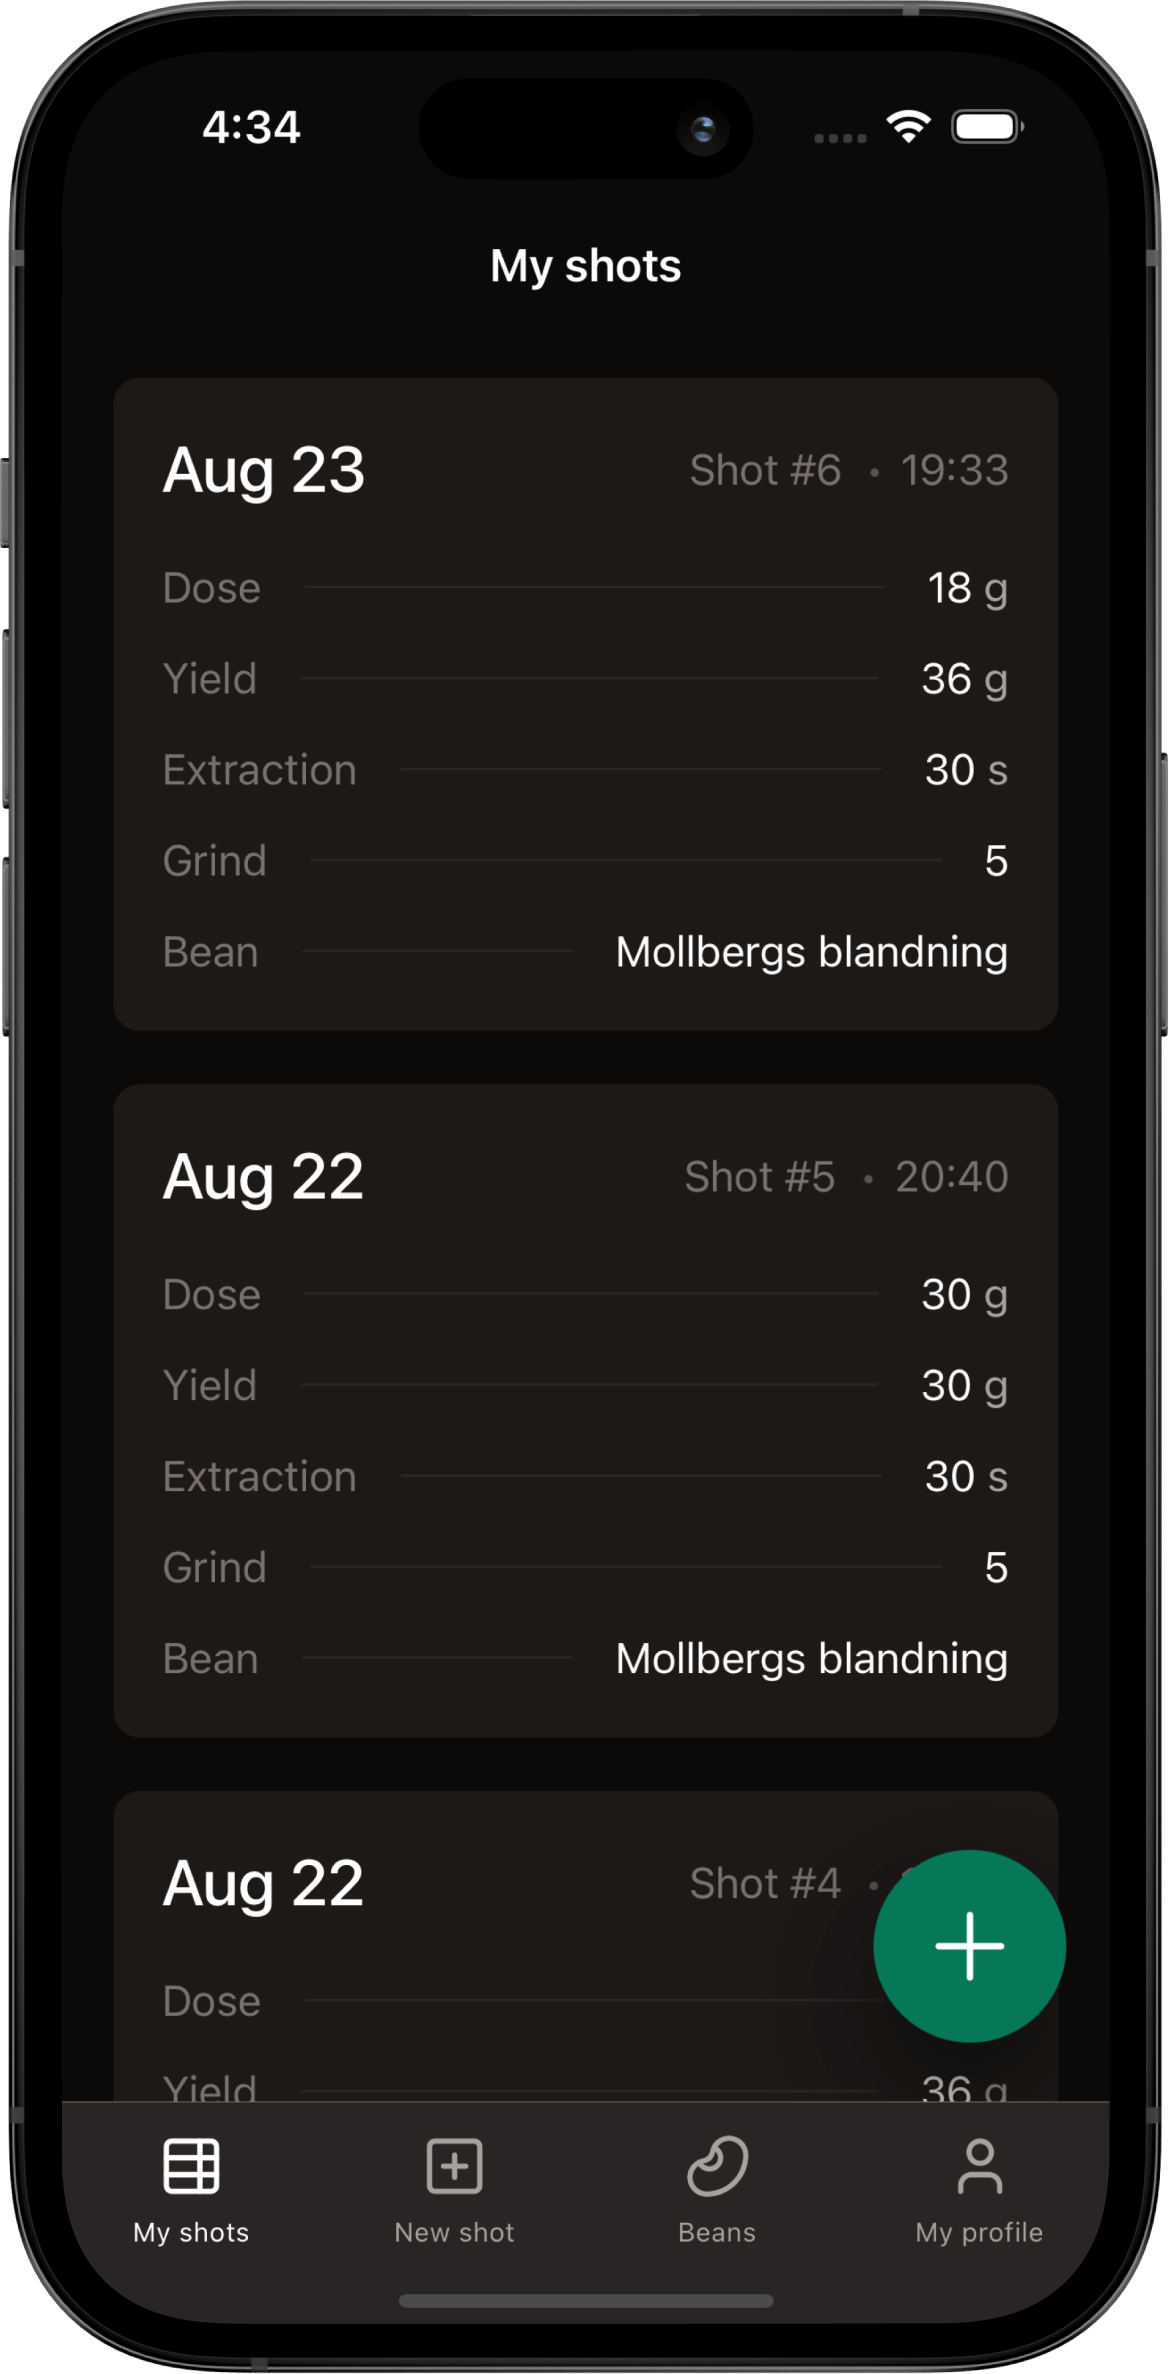 4:34
My shots
Aug 23 Shot #6 • 19:33
Dose 18 g
Yield 36 g
Extraction 30 s
Grind 5
Bean Mollbergs blandning
Aug 22 Shot #5 • 20:40
Dose 30 g
Yield 30 g
Extraction 30 s
Grind 5
Bean Mollbergs blandning
Aug 22 Shot #4 •
Dose
Yield 36 g
My shots New shot Beans My profile